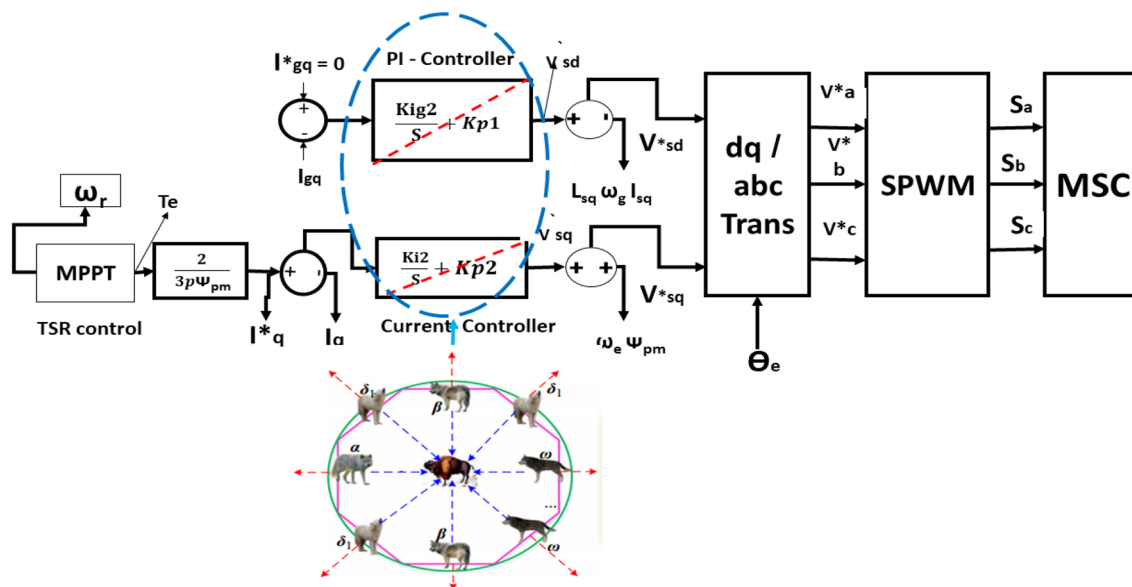 I*gq = 0
PI - Controller
V`sd
+
-
Kig2/S + Kp1
+
-
Igq
V*sd
Lsq ωg Isq
dq /
abc
Trans
V*a
V*
b
V*c
SPWM
Sa
Sb
Sc
MSC
ωr
Te
MPPT
2/3pΨpm
+
-
Ki2/S + Kp2
V`sq
+
+
V*sq
TSR control
I*q
Iq
Current Controller
ωe Ψpm
Θe
δ1
β
δ1
α
ω
...
δ1
β
ω